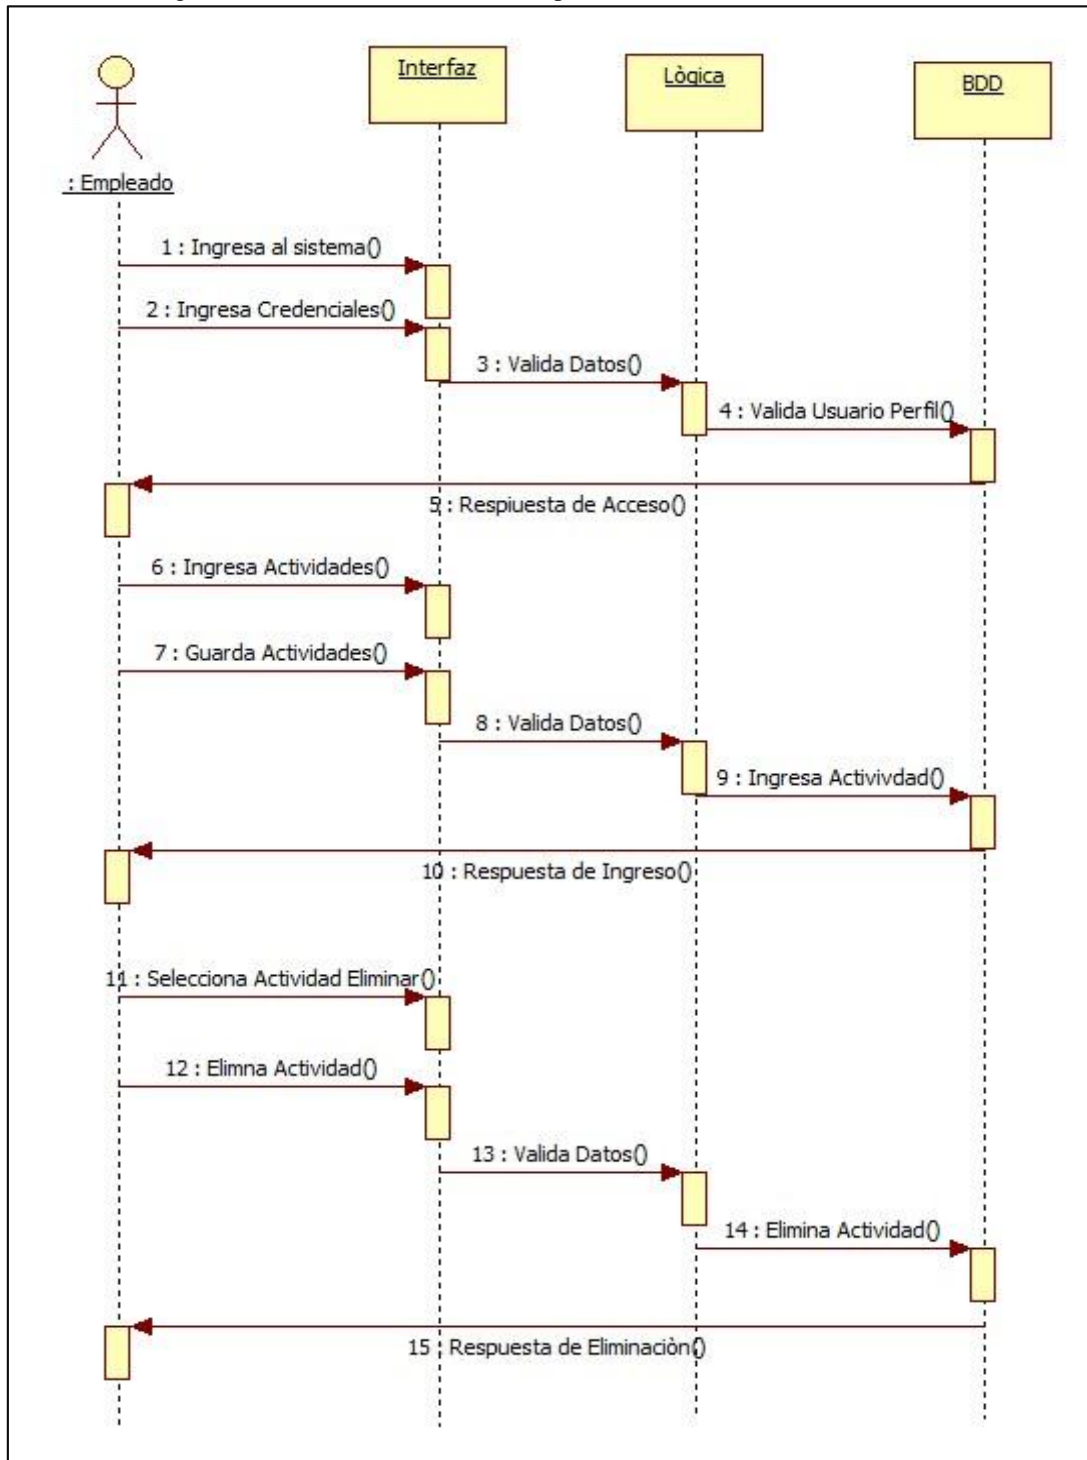 Interfaz
Lògica
BDD
: Empleado
1 : Ingresa al sistema()
2 : Ingresa Credenciales()
3 : Valida Datos()
4 : Valida Usuario Perfil()
5 : Respiuesta de Acceso()
6 : Ingresa Actividades()
7 : Guarda Actividades()
8 : Valida Datos()
9 : Ingresa Activivdad()
10 : Respuesta de Ingreso()
11 : Selecciona Actividad Eliminar()
12 : Elimna Actividad()
13 : Valida Datos()
14 : Elimina Actividad()
15 : Respuesta de Eliminaciòn()